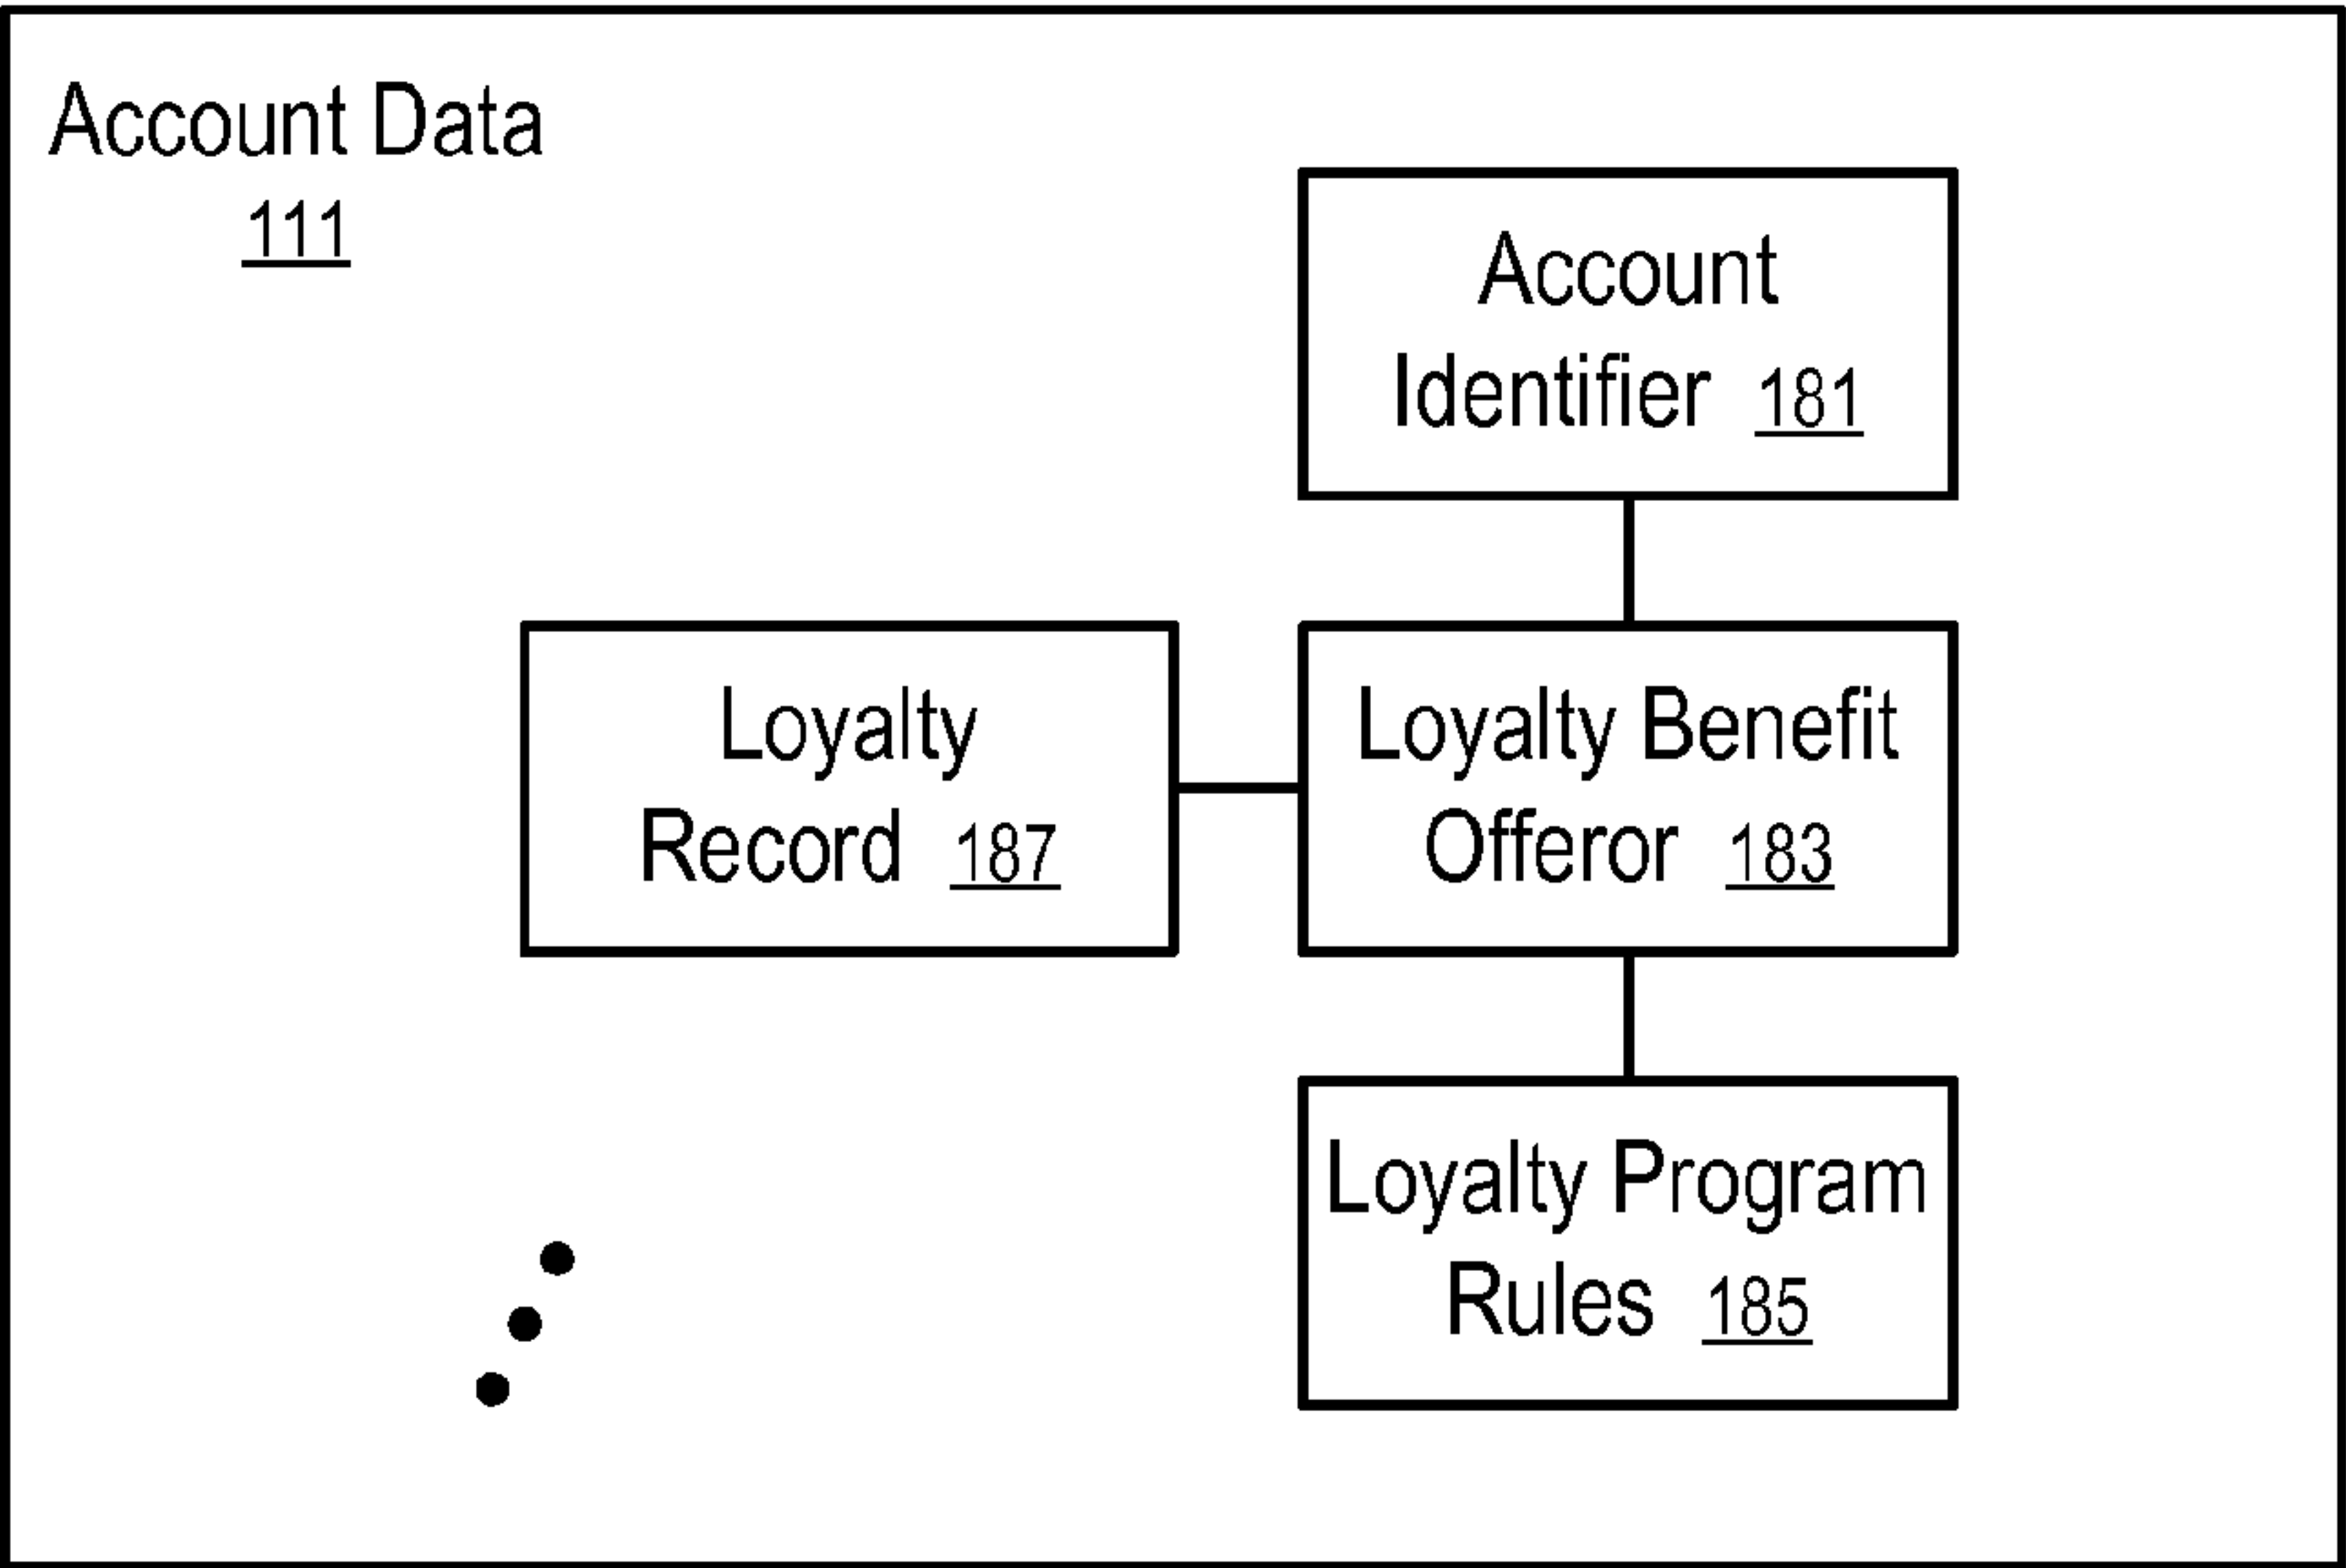 Account Data
111
Account
Identifier 181
Loyalty
Record 187
Loyalty Benefit
Offeror 183
Loyalty Program
Rules 185